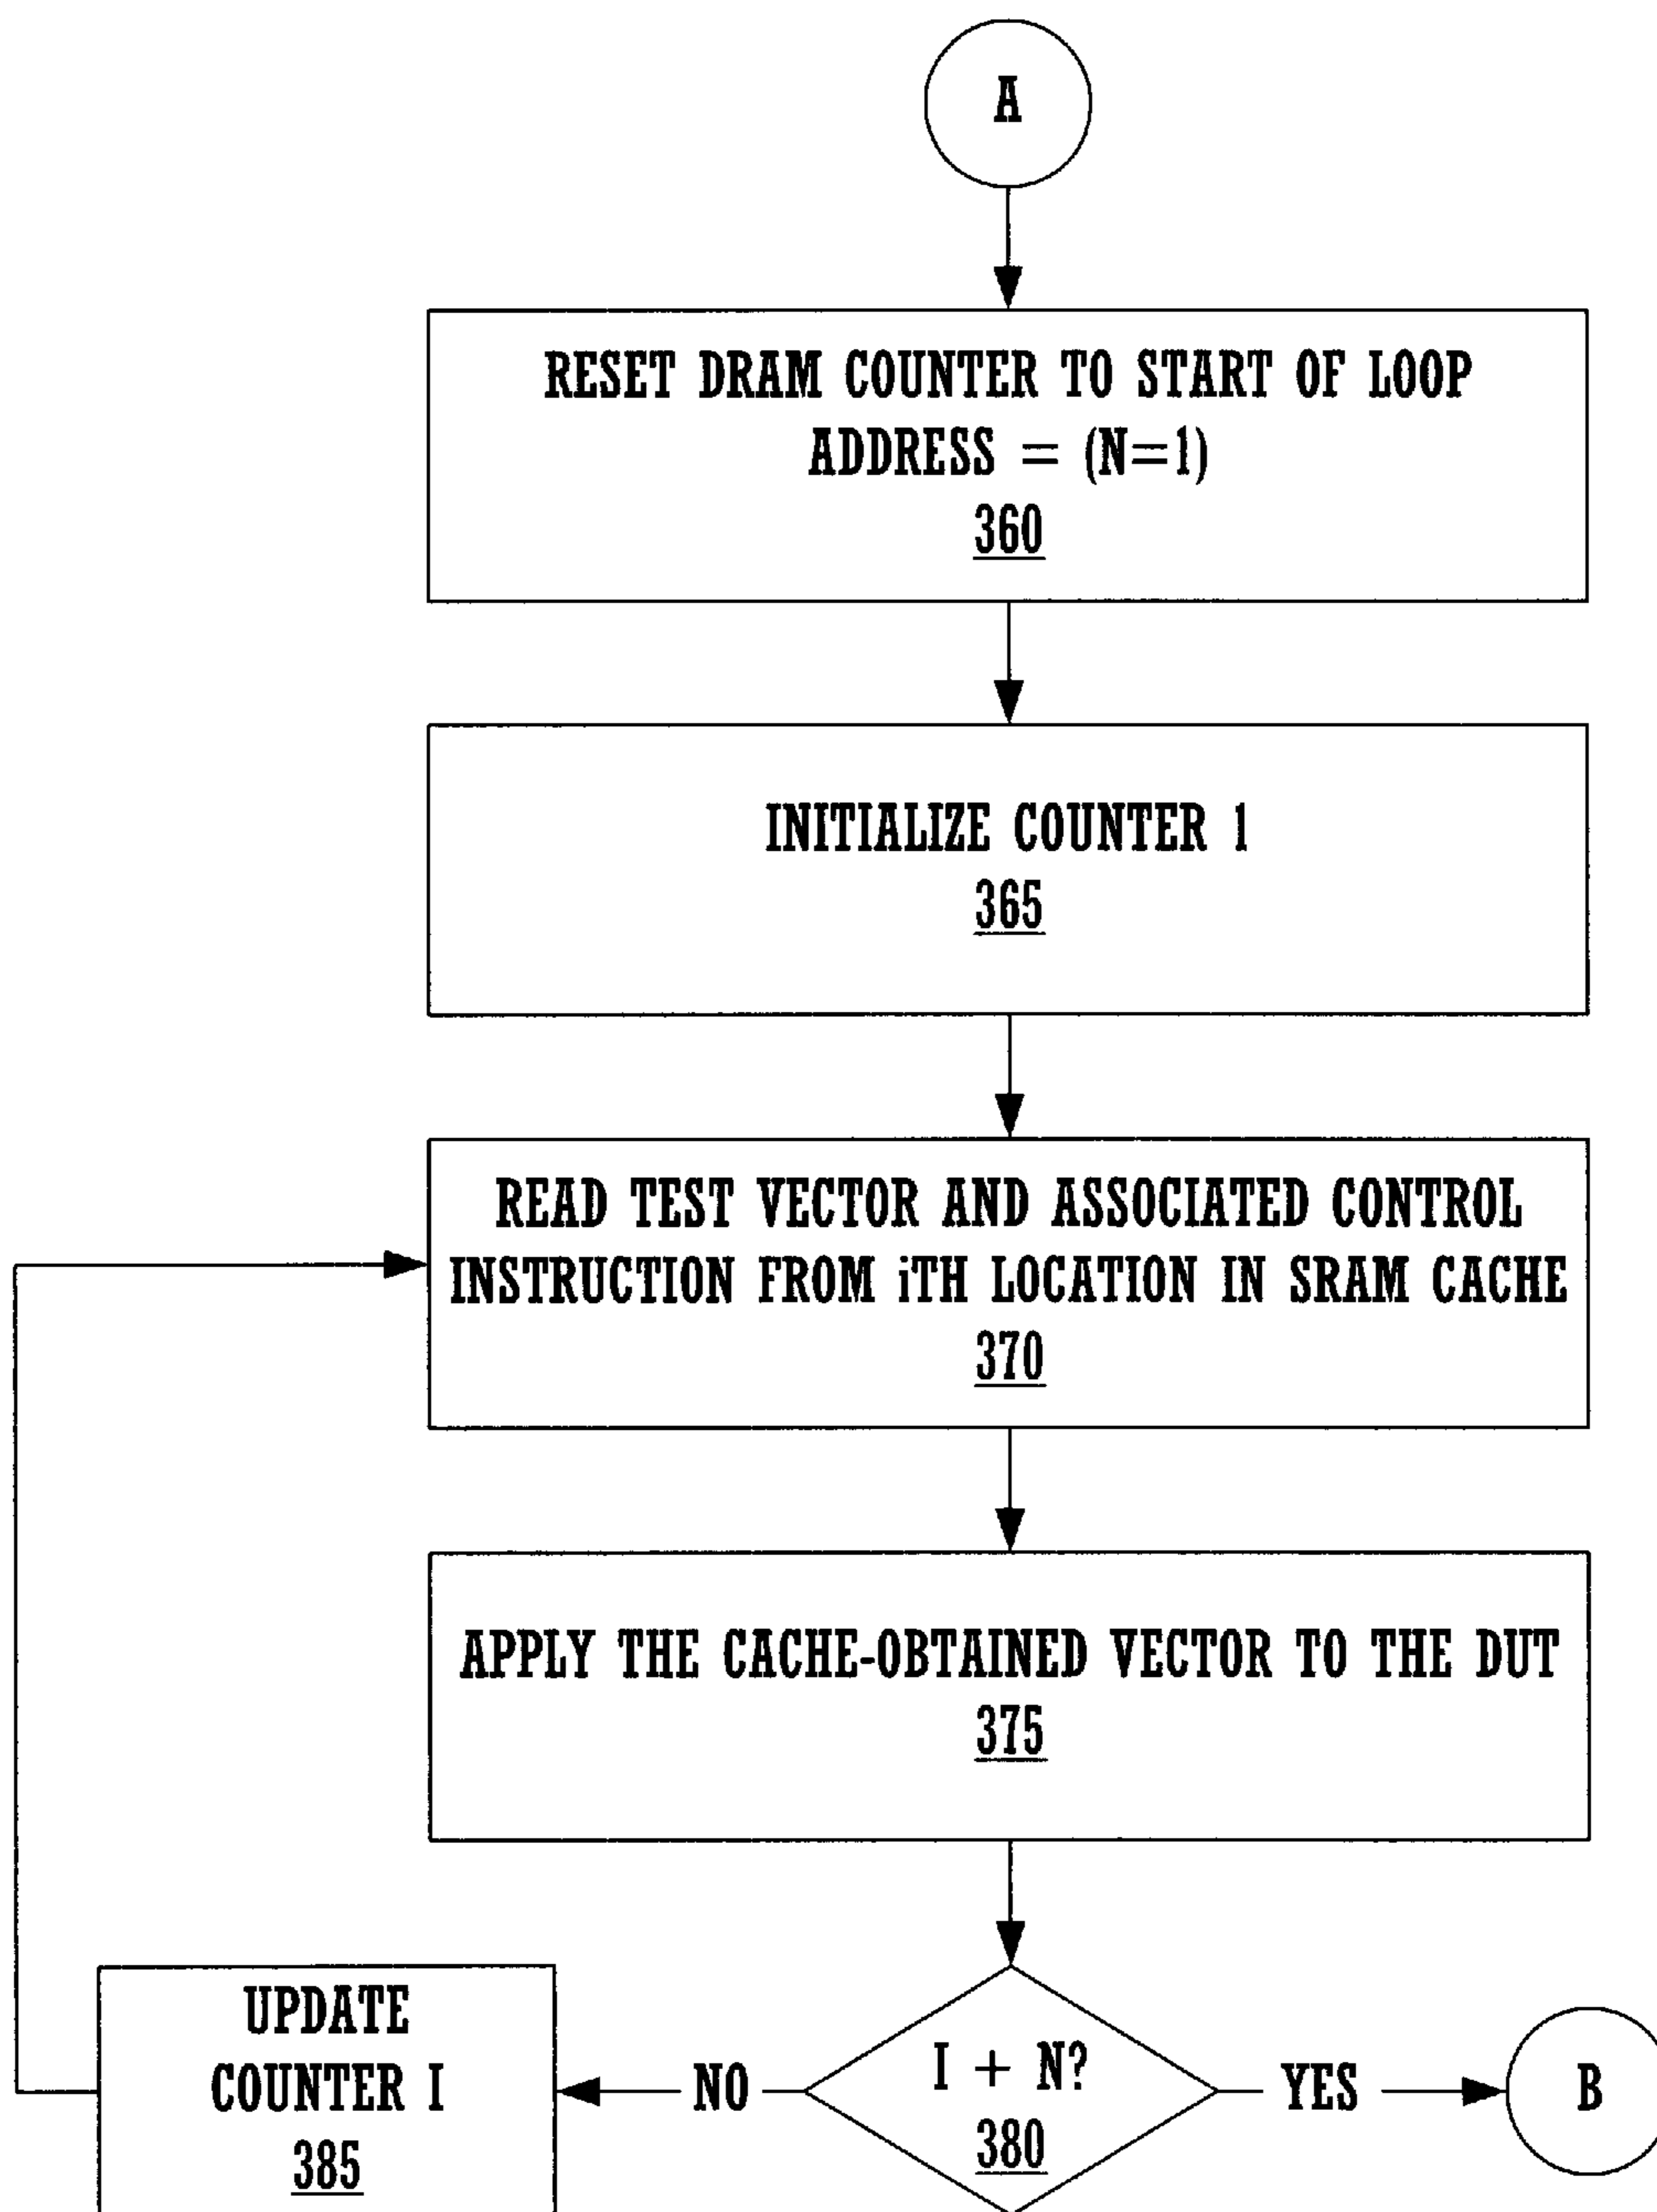 A
RESET DRAM COUNTER TO START OF LOOP
ADDRESS = (N=1)
360
INITIALIZE COUNTER 1
365
READ TEST VECTOR AND ASSOCIATED CONTROL
INSTRUCTION FROM iTH LOCATION IN SRAM CACHE
370
APPLY THE CACHE-OBTAINED VECTOR TO THE DUT
375
UPDATE
COUNTER I
385
NO
I + N?
380
YES
B